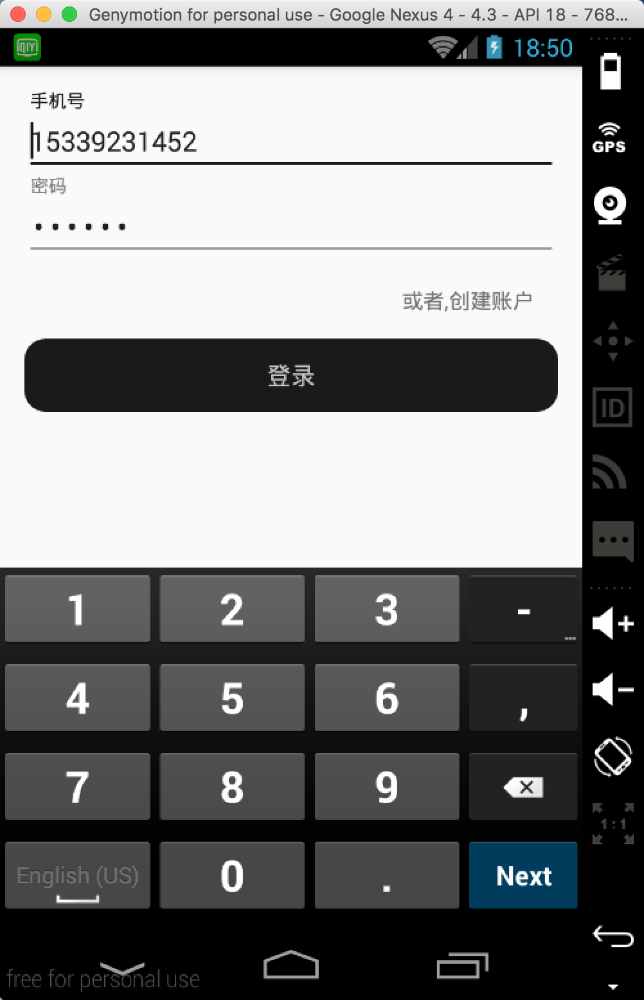 Genymotion for personal use - Google Nexus 4 - 4.3 - API 18 - 768...
QIY
18:50
手机号
15339231452
密码
••••••
或者,创建账户
登录
GPS
ID
1 2 3 -
...
4 5 6 ,
7 8 9
1:1
English (US) 0 . Next
free for personal use